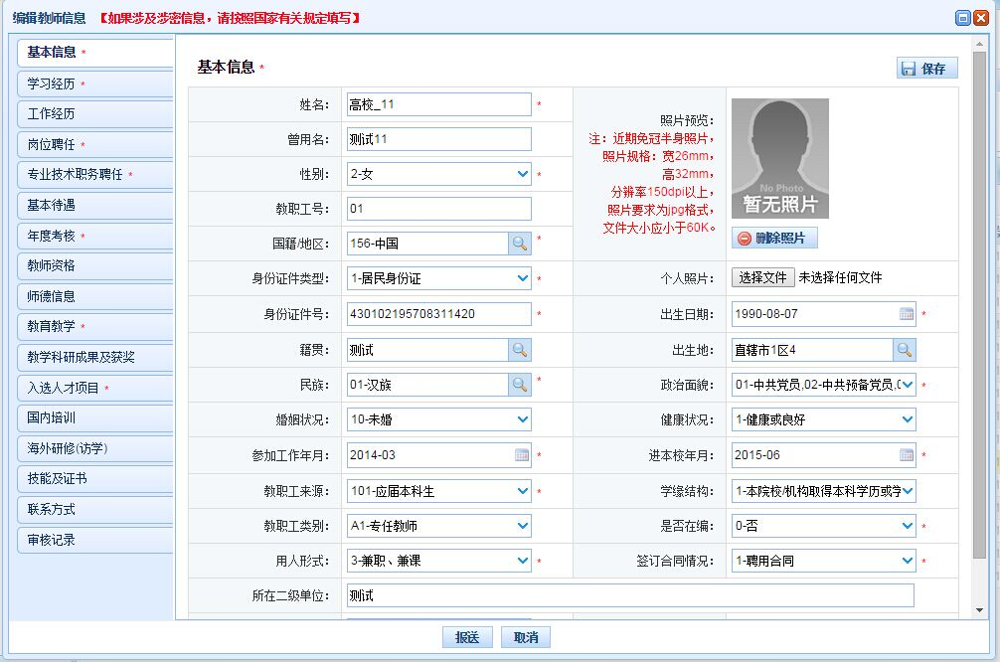 编辑教师信息 【如果涉及涉密信息，请按照国家有关规定填写】
基本信息 *
学习经历 *
工作经历
岗位聘任 *
专业技术职务聘任 *
基本待遇
年度考核 *
教师资格
师德信息
教育教学 *
教学科研成果及获奖
入选人才项目 *
国内培训
海外研修(访学)
技能及证书
联系方式
审核记录
基本信息 *
保存
姓名： 高校_11 *
曾用名： 测试11
性别： 2-女 *
教职工号： 01
国籍/地区： 156-中国 *
照片预览：
注：近期免冠半身照片，
照片规格：宽26mm，
高32mm，
分辨率150dpi以上，
照片要求为jpg格式，
文件大小应小于60K。
No Photo
暂无照片
删除照片
身份证件类型： 1-居民身份证 * 个人照片： 选择文件 未选择任何文件
身份证件号： 430102195708311420 * 出生日期： 1990-08-07 *
籍贯： 测试 出生地： 直辖市1区4
民族： 01-汉族 * 政治面貌： 01-中共党员,02-中共预备党员,0 *
婚姻状况： 10-未婚 健康状况： 1-健康或良好
参加工作年月： 2014-03 * 进本校年月： 2015-06 *
教职工来源： 101-应届本科生 * 学缘结构： 1-本院校/机构取得本科学历或学
教职工类别： A1-专任教师 是否在编： 0-否 *
用人形式： 3-兼职、兼课 * 签订合同情况： 1-聘用合同 *
所在二级单位： 测试
报送 取消